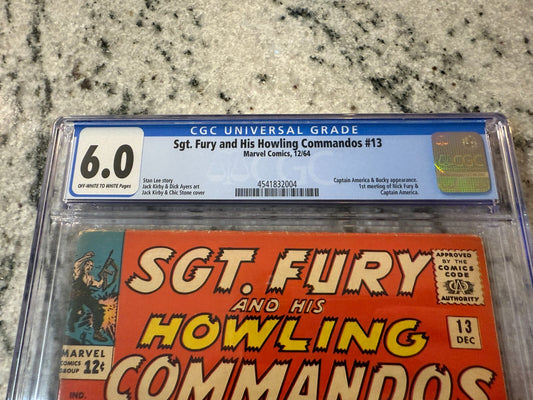 CGC UNIVERSAL GRADE
6.0
OFF-WHITE TO WHITE Pages
Sgt. Fury and His Howling Commandos #13
Marvel Comics, 12/64
Stan Lee story
Jack Kirby & Dick Ayers art
Jack Kirby & Chic Stone cover
4541832004
Captain America & Bucky appearance.
1st meeting of Nick Fury &
Captain America.
CGC
SGT. FURY
AND HIS
HOWLING
COMMANDOS
APPROVED
BY THE
COMICS
CODE
AUTHORITY
MARVEL
COMICS
GROUP
12¢
IND.
13
DEC